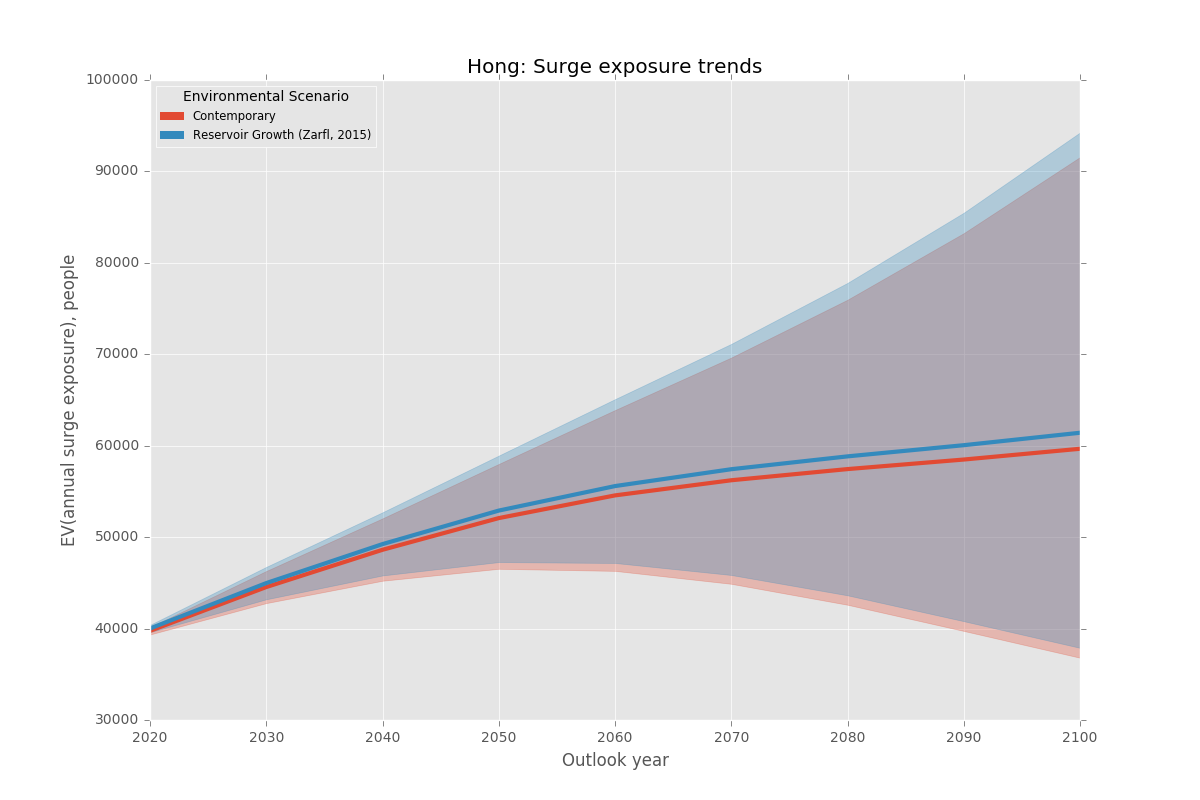 Hong: Surge exposure trends
100000
90000
80000
70000
60000
50000
40000
30000
EV(annual surge exposure), people
Environmental Scenario
Contemporary
Reservoir Growth (Zarfl, 2015)
2020 2030 2040 2050 2060 2070 2080 2090 2100
Outlook year